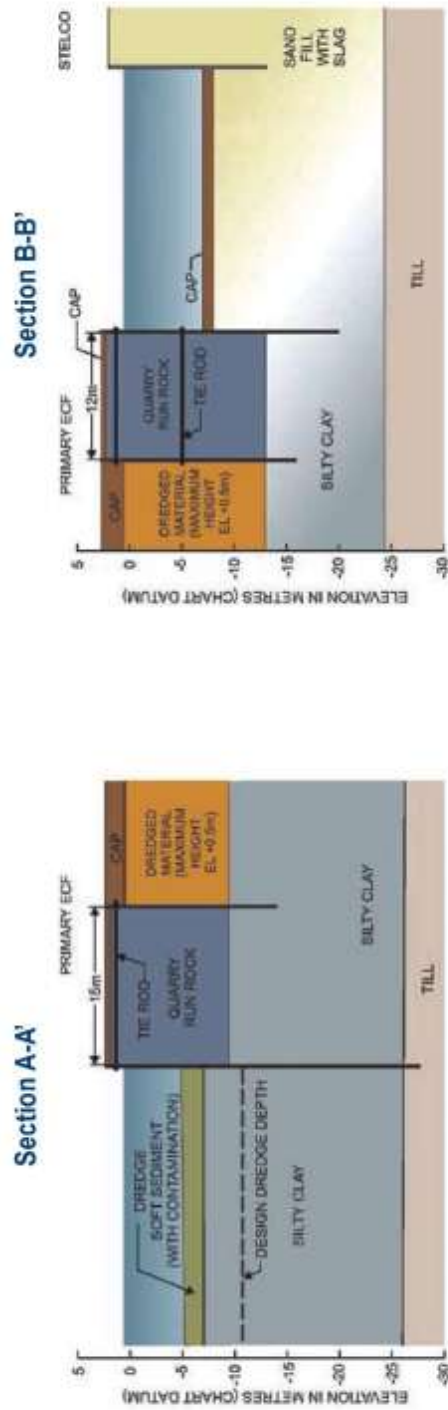 Section A-A'
PRIMARY ECF
15m
DREDGE
SOFT SEDIMENT
(WITH CONTAMINATION)
TIE ROD
QUARRY
RUN ROCK
CAP
DREDGED
MATERIAL
(MAXIMUM
HEIGHT
EL +0.5m)
DESIGN DREDGE DEPTH
SILTY CLAY
SILTY CLAY
TILL
ELEVATION IN METRES (CHART DATUM)
5
0
-5
-10
-15
-20
-25
-30
Section B-B'
PRIMARY ECF
CAP
STELCO
12m
CAP
QUARRY
RUN ROCK
TIE ROD
DREDGED
MATERIAL
(MAXIMUM
HEIGHT
EL +0.5m)
CAP
SAND
FILL
WITH
SLAG
SILTY CLAY
TILL
ELEVATION IN METRES (CHART DATUM)
5
0
-5
-10
-15
-20
-25
-30